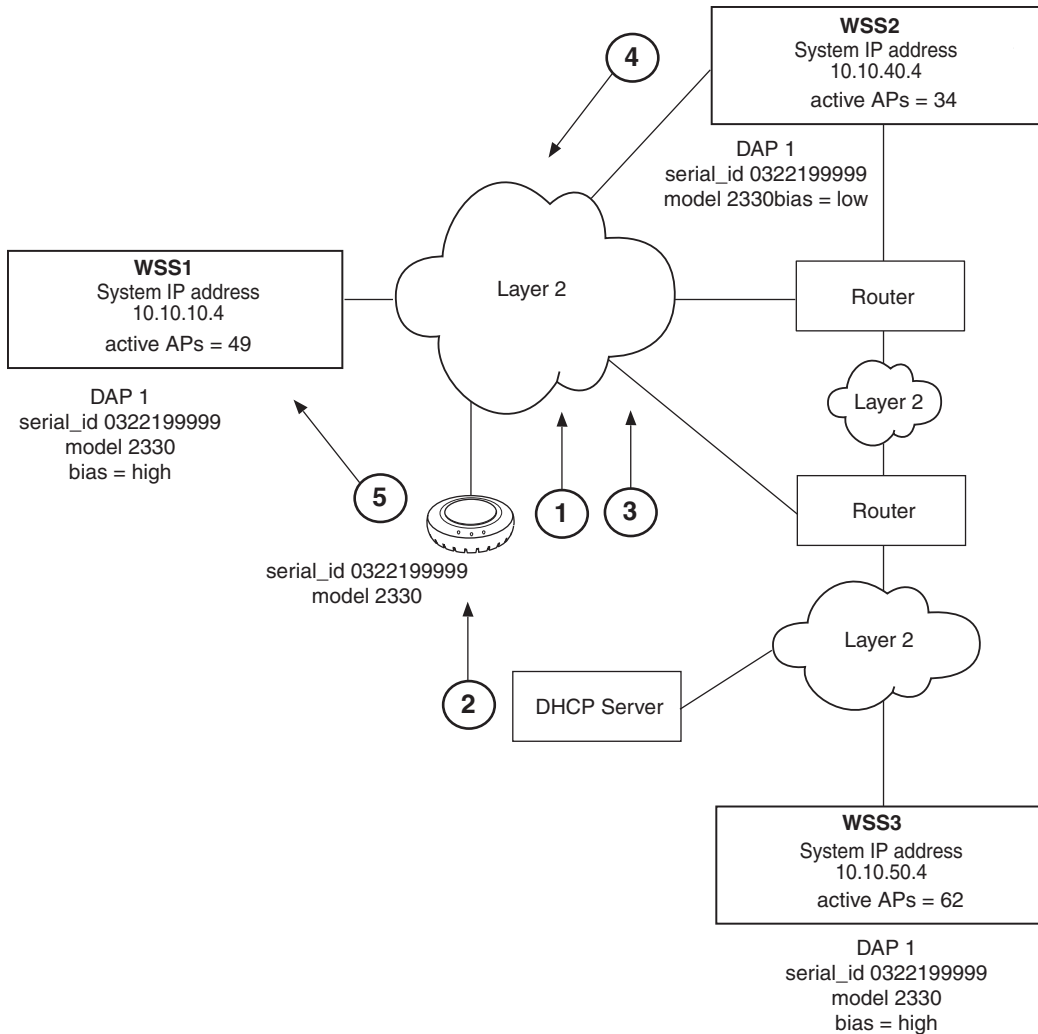 WSS2
System IP address
10.10.40.4
active APs = 34
4
DAP 1
serial_id 0322199999
model 2330bias = low
WSS1
System IP address
10.10.10.4
active APs = 49
Layer 2
Router
DAP 1
serial_id 0322199999
model 2330
bias = high
Layer 2
5
1
3
Router
serial_id 0322199999
model 2330
Layer 2
2
DHCP Server
WSS3
System IP address
10.10.50.4
active APs = 62
DAP 1
serial_id 0322199999
model 2330
bias = high